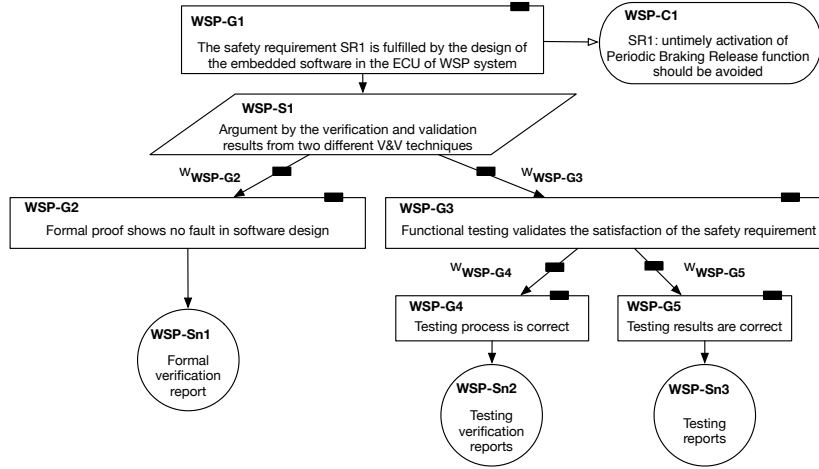 WSP-G1
The safety requirement SR1 is fulfilled by the design of
the embedded software in the ECU of WSP system
WSP-C1
SR1: untimely activation of
Periodic Braking Release function
should be avoided
WSP-S1
Argument by the verification and validation
results from two different V&V techniques
wWSP-G2
wWSP-G3
WSP-G2
Formal proof shows no fault in software design
WSP-G3
Functional testing validates the satisfaction of the safety requirement
wWSP-G4
wWSP-G5
WSP-G4
Testing process is correct
WSP-G5
Testing results are correct
WSP-Sn1
Formal
verification
report
WSP-Sn2
Testing
verification
reports
WSP-Sn3
Testing
reports